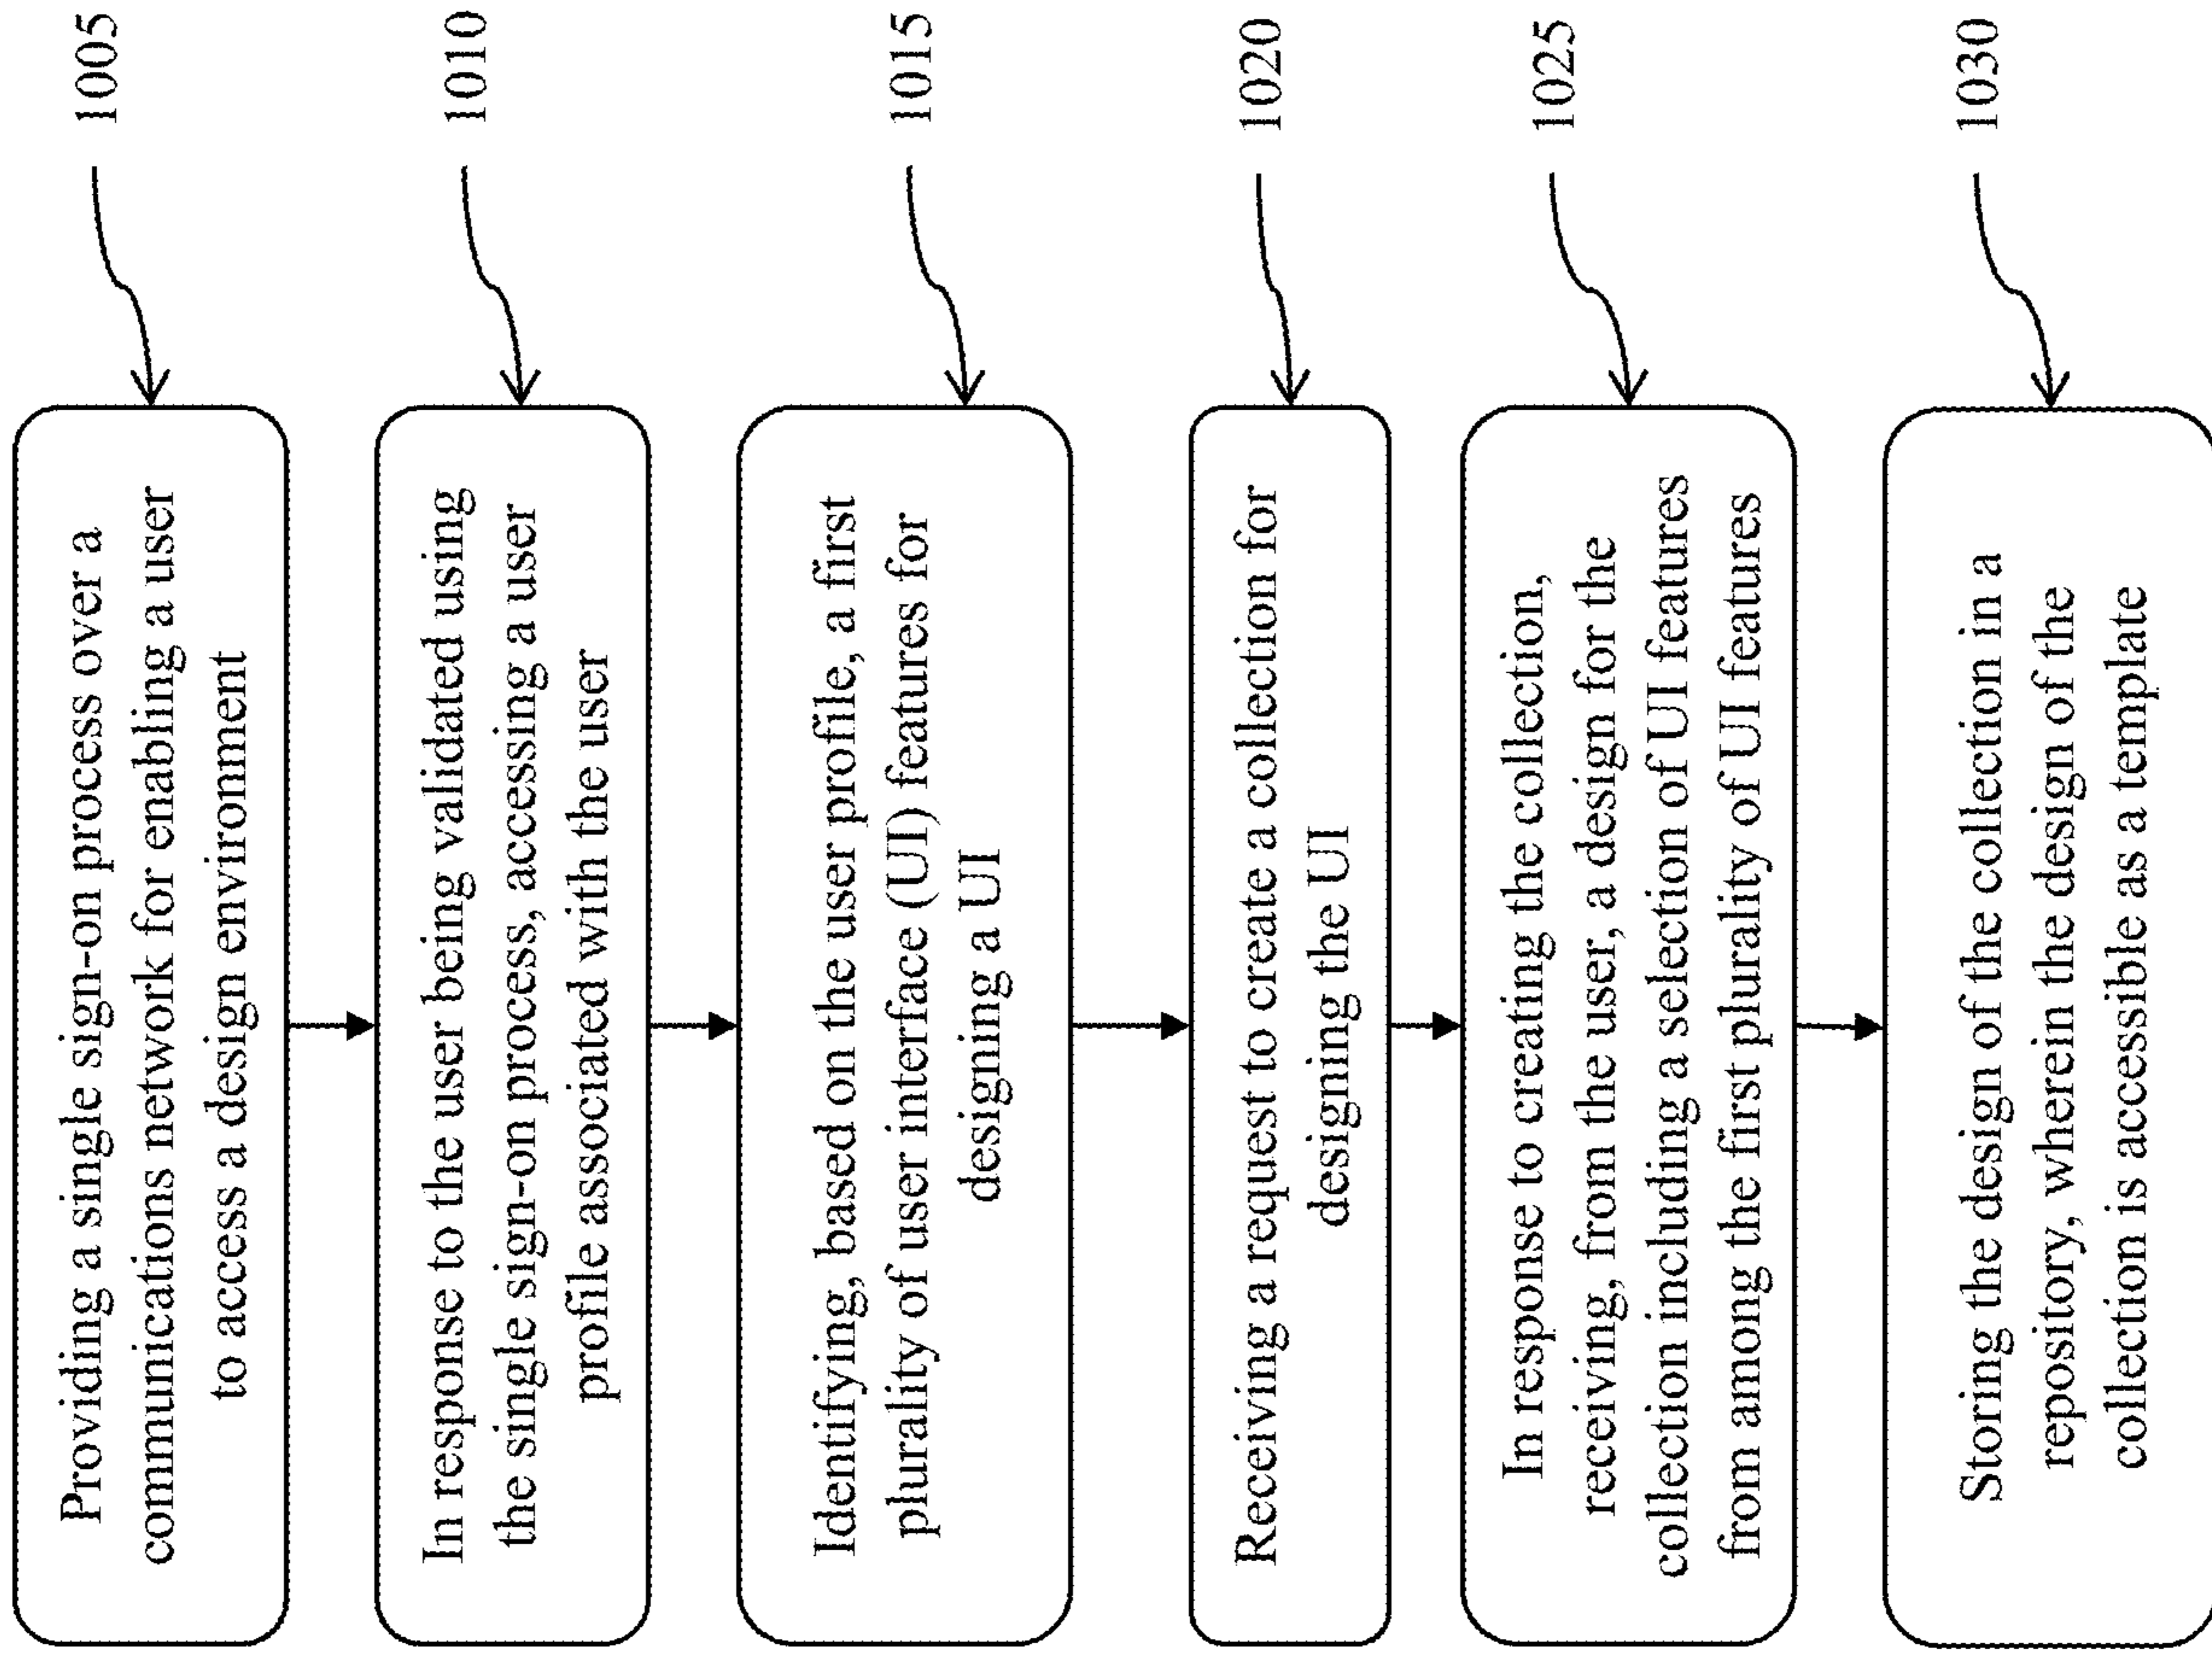 Providing a single sign-on process over a
communications network for enabling a user
to access a design environment
1005
In response to the user being validated using
the single sign-on process, accessing a user
profile associated with the user
1010
Identifying, based on the user profile, a first
plurality of user interface (UI) features for
designing a UI
1015
Receiving a request to create a collection for
designing the UI
1020
In response to creating the collection,
receiving, from the user, a design for the
collection including a selection of UI features
from among the first plurality of UI features
1025
Storing the design of the collection in a
repository, wherein the design of the
collection is accessible as a template
1030